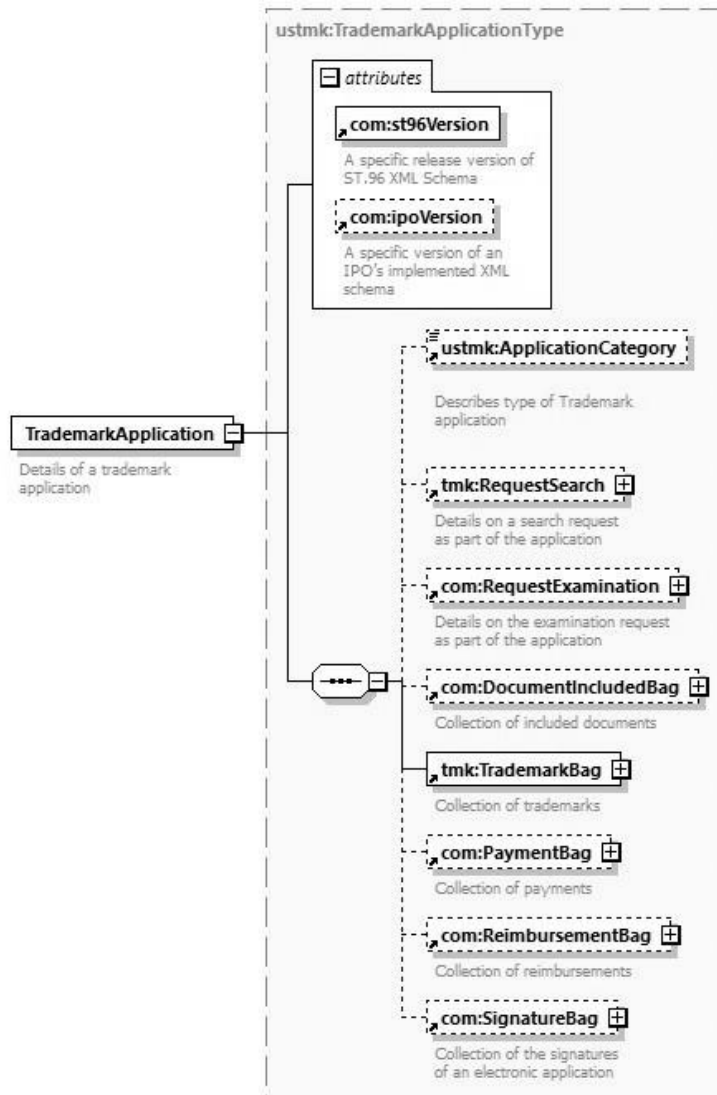 ustmk:TrademarkApplicationType
attributes
com:st96Version
A specific release version of
ST.96 XML Schema
com:ipoVersion
A specific version of an
IPO's implemented XML
schema
ustmk:ApplicationCategory
Describes type of Trademark
application
TrademarkApplication
Details of a trademark
application
tmk:RequestSearch
Details on a search request
as part of the application
com:RequestExamination
Details on the examination request
as part of the application
com:DocumentIncludedBag
Collection of included documents
tmk:TrademarkBag
Collection of trademarks
com:PaymentBag
Collection of payments
com:ReimbursementBag
Collection of reimbursements
com:SignatureBag
Collection of the signatures
of an electronic application